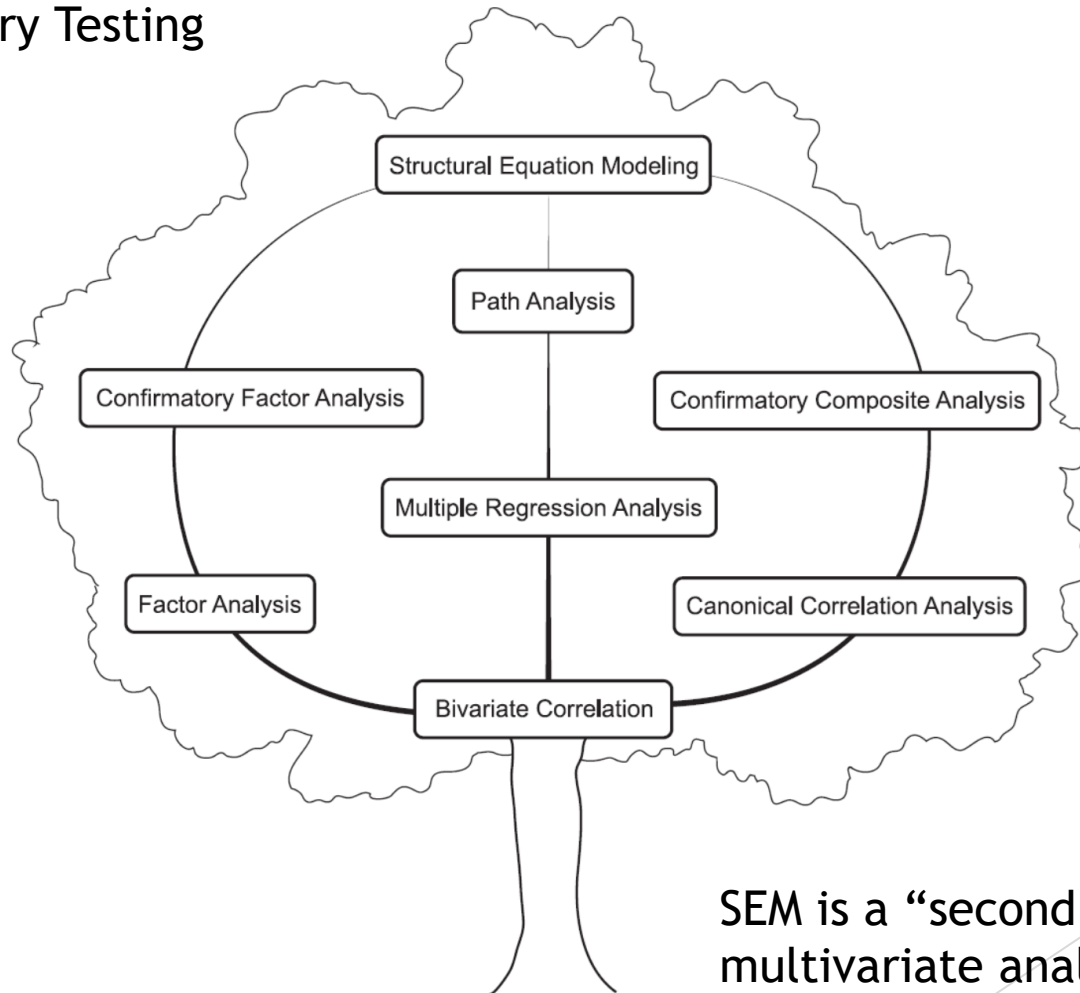 ry Testing
Structural Equation Modeling
Path Analysis
Confirmatory Factor Analysis
Confirmatory Composite Analysis
Multiple Regression Analysis
Factor Analysis
Canonical Correlation Analysis
Bivariate Correlation
SEM is a “second
multivariate anal